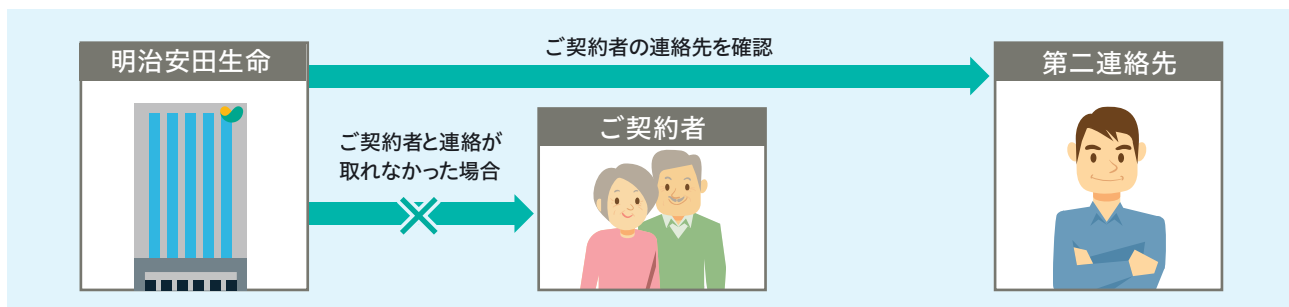 明治安田生命
ご契約者の連絡先を確認
第二連絡先
ご契約者と連絡が
取れなかった場合
ご契約者